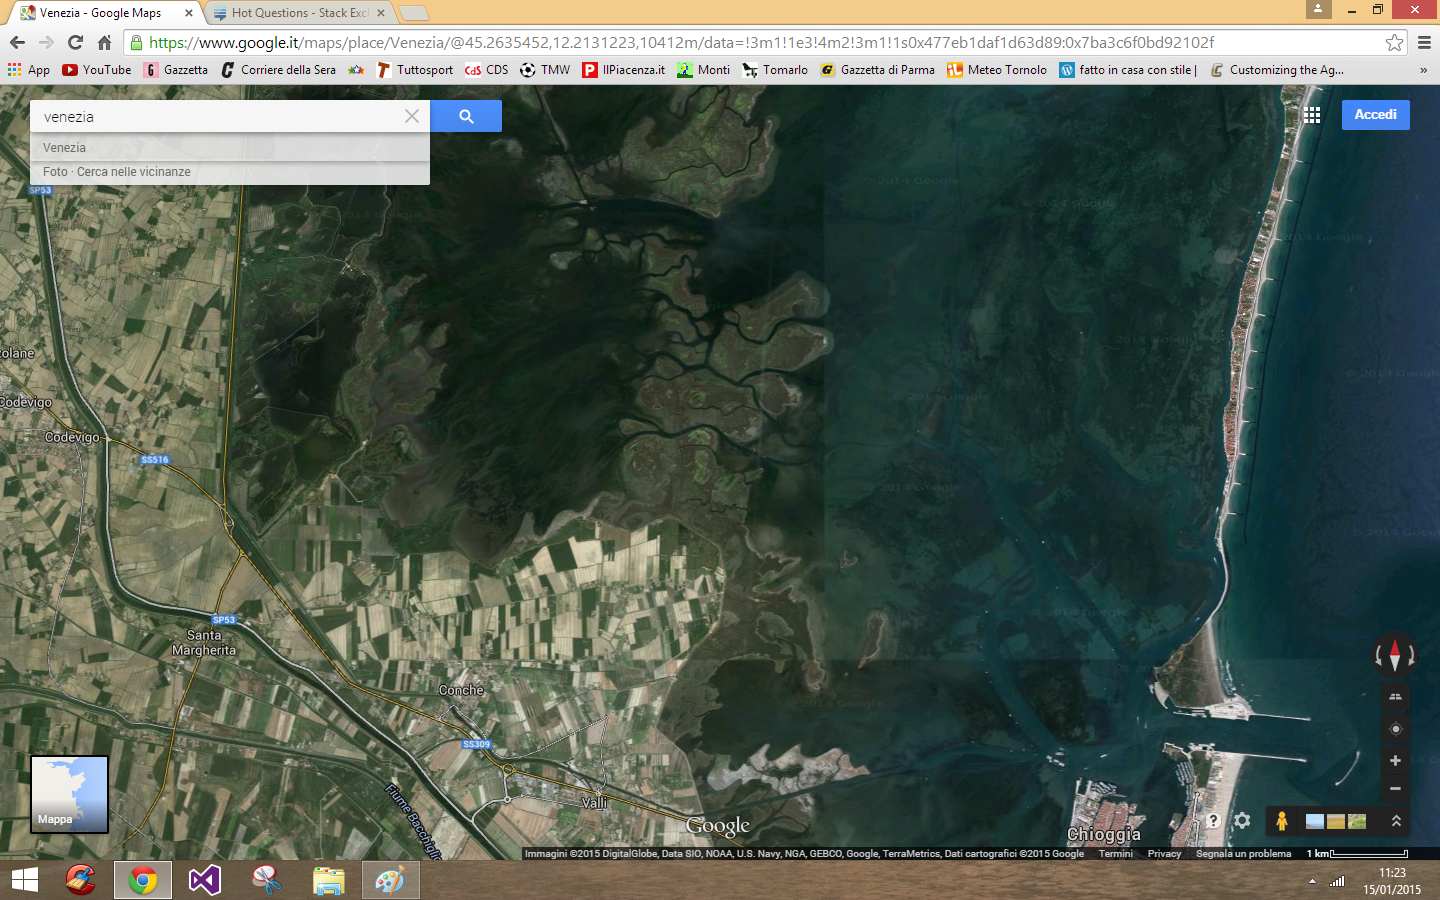 Venezia - Google Maps
Hot Questions - Stack Exc
https://www.google.it/maps/place/Venezia/@45.2635452,12.2131223,10412m/data=!3m1!1e3!4m2!3m1!1s0x477eb1daf1d63d89:0x7ba3c6f0bd92102f
App YouTube Gazzetta Corriere della Sera Tuttosport CDS TMW IlPiacenza.it Monti Tomarlo Gazzetta di Parma Meteo Tornolo fatto in casa con stile | Customizing the Ag... »
venezia
Accedi
Venezia
Foto · Cerca nelle vicinanze
SP53
© 2014 Google
zolane
Codevigo
Codevigo
SS516
SP53
Santa
Margherita
Conche
SS309
Fiume Bacchigli
Valli
Mappa
Google
Chioggia
?
Immagini ©2015 DigitalGlobe, Data SIO, NOAA, U.S. Navy, NGA, GEBCO, Google, TerraMetrics, Dati cartografici ©2015 Google Termini Privacy Segnala un problema 1 km
11:23
15/01/2015